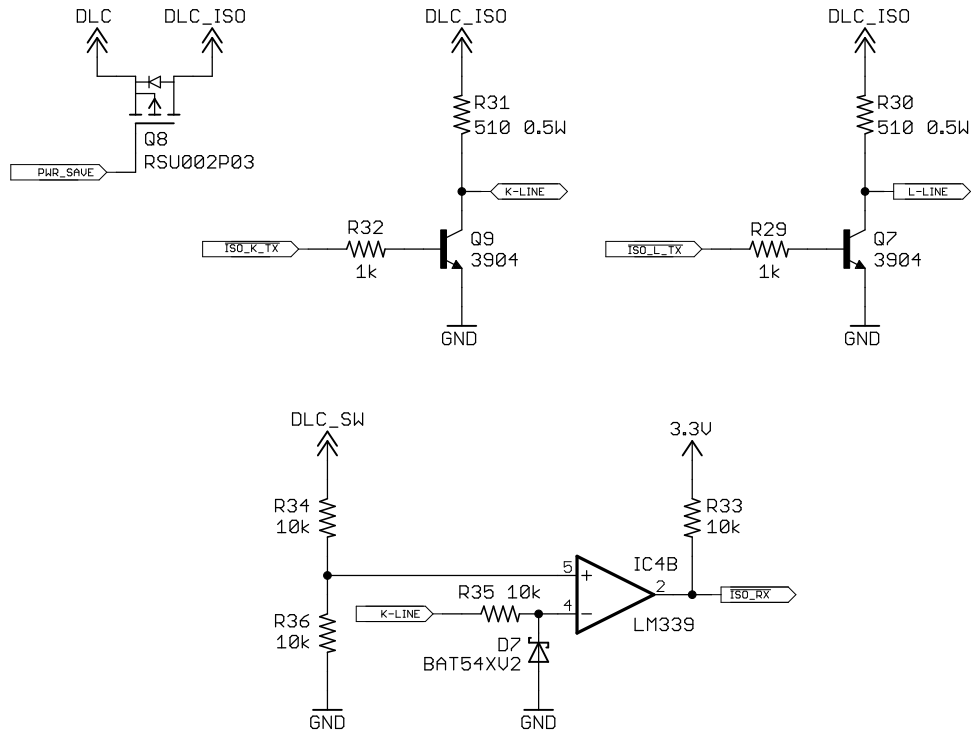 DLC
DLC_ISO
Q8
RSU002P03
PWR_SAVE
DLC_ISO
R31
510 0.5W
K-LINE
R32
ISO_K_TX
1k
Q9
3904
GND
DLC_ISO
R30
510 0.5W
L-LINE
R29
ISO_L_TX
1k
Q7
3904
GND
DLC_SW
R34
10k
R36
10k
GND
K-LINE
R35 10k
D7
BAT54XV2
GND
5
+
4
−
IC4B
2
LM339
3.3V
R33
10k
ISO_RX